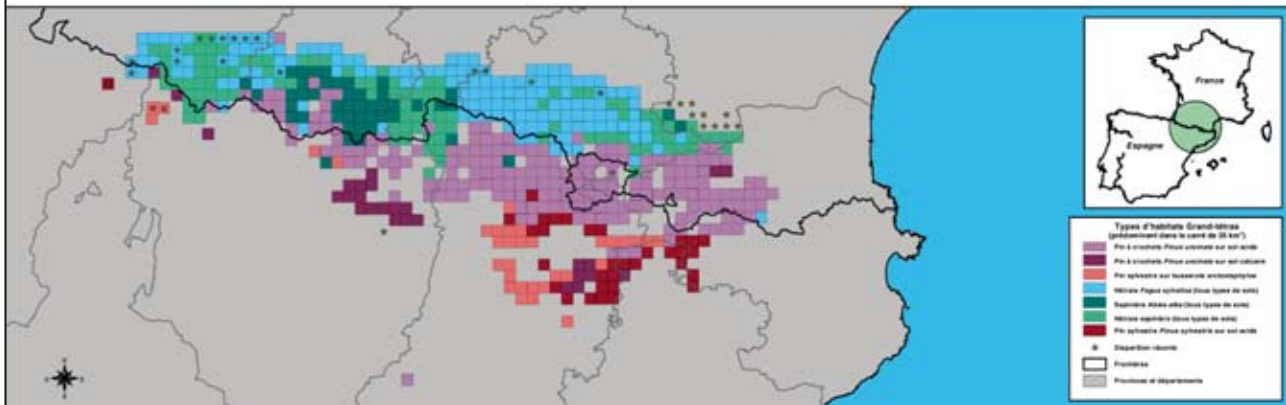 France
Espagne
Types d'habitats Grand-tétras
(prédominant dans le carré de 25 km²)
Pin à crochets Pinus uncinata sur sol acide
Pin à crochets Pinus uncinata sur sol calcaire
Pin sylvestre sur busserole arctostaphylos
Hêtraie Fagus sylvatica (tous types de sols)
Sapinière Abies alba (tous types de sols)
Hêtraie sapinière (tous types de sols)
Pin sylvestre Pinus sylvestris sur sol acide
Disparition récente
Frontières
Provinces et départements